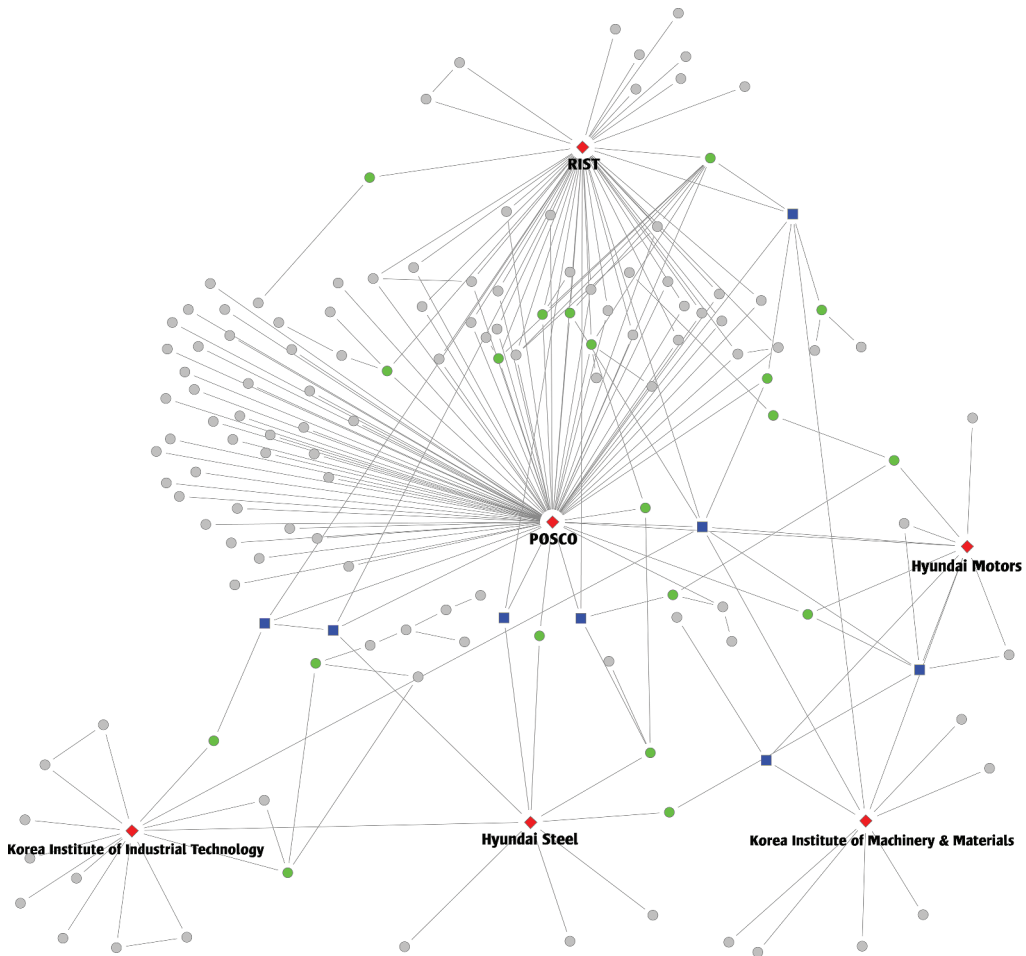 RIST
POSCO
Hyundai Motors
Hyundai Steel
Korea Institute of Machinery & Materials
Korea Institute of Industrial Technology